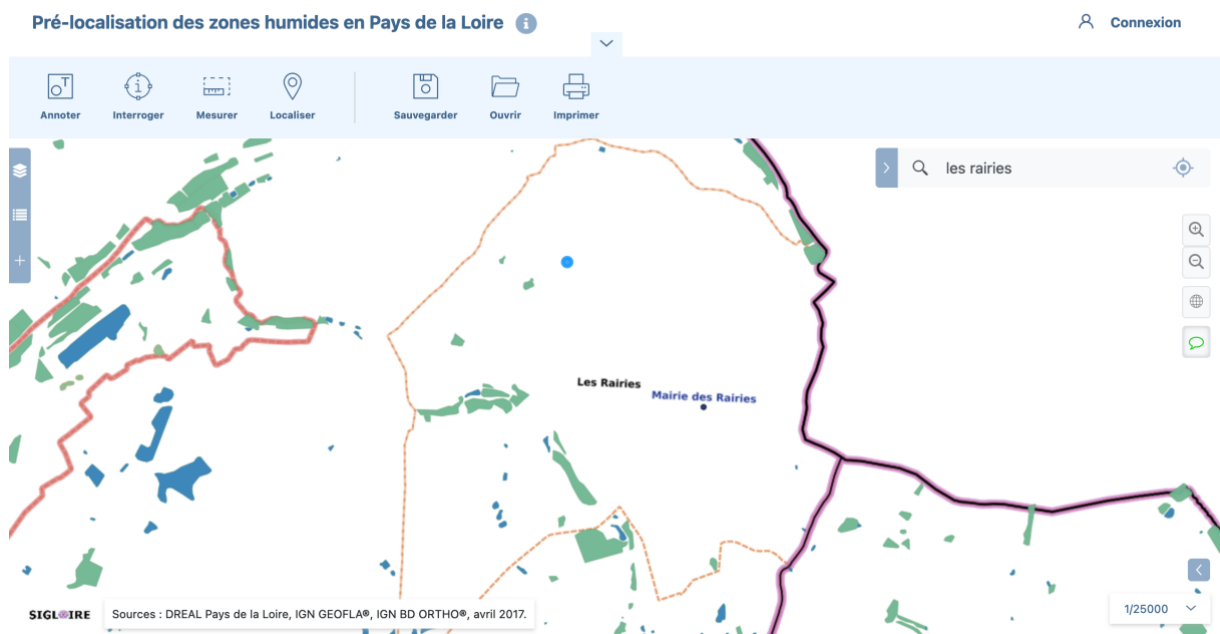 Pré-localisation des zones humides en Pays de la Loire i
Connexion
Annoter
Interroger
Mesurer
Localiser
Sauvegarder
Ouvrir
Imprimer
les rairies
Les Rairies
Mairie des Rairies
SIGLOIRE
Sources : DREAL Pays de la Loire, IGN GEOFLA®, IGN BD ORTHO®, avril 2017.
1/25000